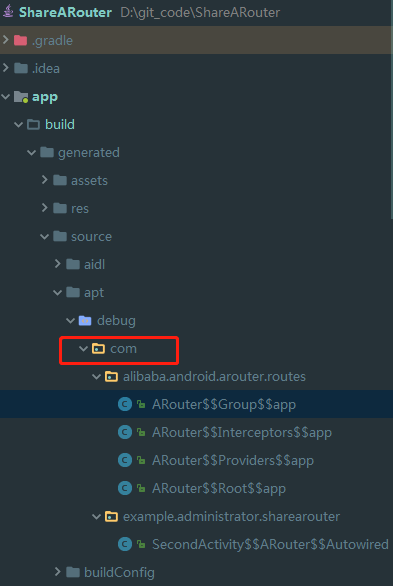 ShareARouter D:\git_code\ShareARouter
.gradle
.idea
app
build
generated
assets
res
source
aidl
apt
debug
com
alibaba.android.arouter.routes
ARouter$$Group$$app
ARouter$$Interceptors$$app
ARouter$$Providers$$app
ARouter$$Root$$app
example.administrator.sharearouter
SecondActivity$$ARouter$$Autowired
buildConfig